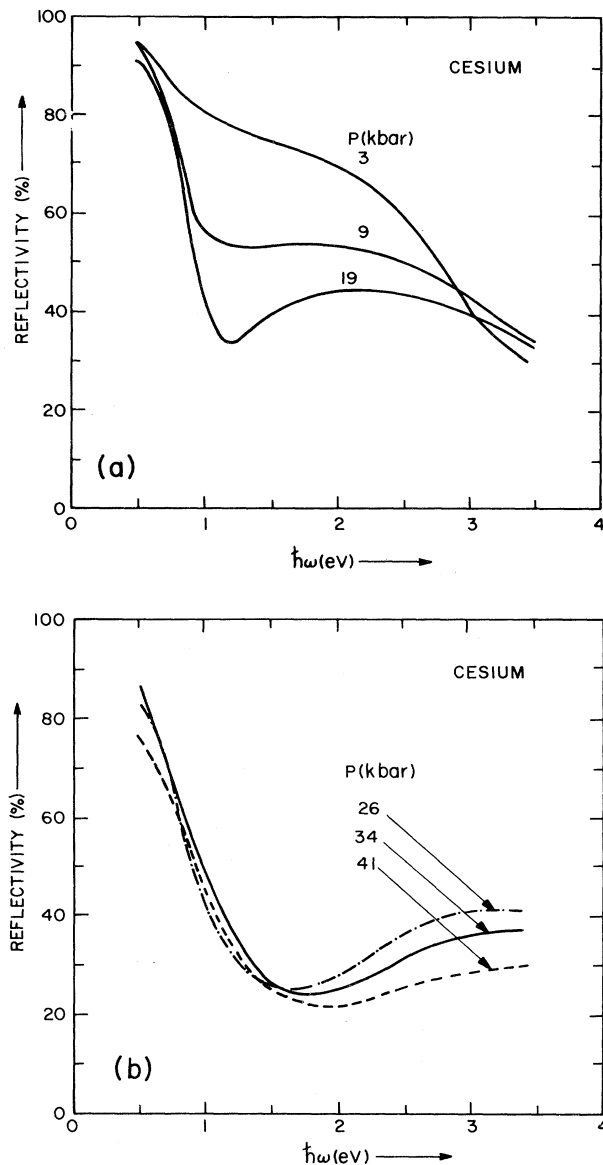 100
80
60
40
20
0
REFLECTIVITY (%)
CESIUM
P(kbar)
3
9
19
(a)
0
1
2
3
4
ħω(eV)
100
80
60
40
20
0
REFLECTIVITY (%)
CESIUM
P(kbar)
26
34
41
(b)
0
1
2
3
4
ħω(eV)